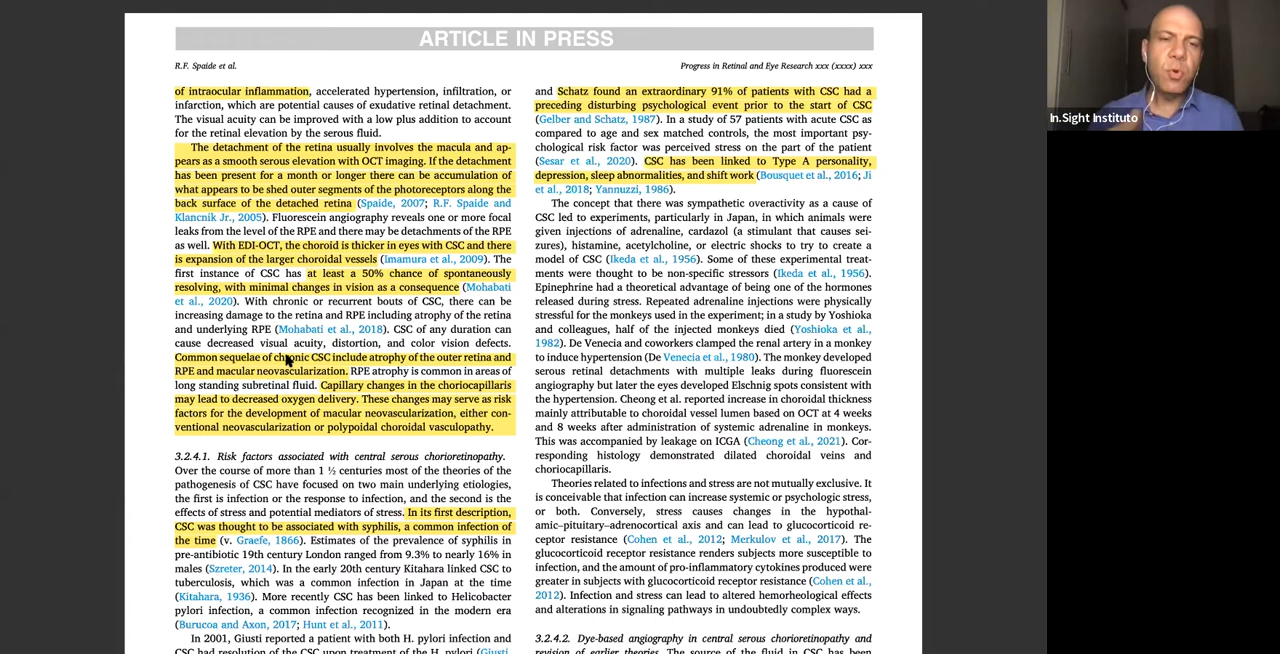 ARTICLE IN PRESS
R.F. Spaide et al.
Progress in Retinal and Eye Research xxx (xxxx) xxx
of intraocular inflammation, accelerated hypertension, infiltration, or
infarction, which are potential causes of exudative retinal detachment.
The visual acuity can be improved with a low plus addition to account
for the retinal elevation by the serous fluid.
The detachment of the retina usually involves the macula and ap-
pears as a smooth serous elevation with OCT imaging. If the detachment
has been present for a month or longer there can be accumulation of
what appears to be shed outer segments of the photoreceptors along the
back surface of the detached retina (Spaide, 2007; R.F. Spaide and
Klancnik Jr., 2005). Fluorescein angiography reveals one or more focal
leaks from the level of the RPE and there may be detachments of the RPE
as well. With EDI-OCT, the choroid is thicker in eyes with CSC and there
is expansion of the larger choroidal vessels (Imamura et al., 2009). The
first instance of CSC has at least a 50% chance of spontaneously
resolving, with minimal changes in vision as a consequence (Mohabati
et al., 2020). With chronic or recurrent bouts of CSC, there can be
increasing damage to the retina and RPE including atrophy of the retina
and underlying RPE (Mohabati et al., 2018). CSC of any duration can
cause decreased visual acuity, distortion, and color vision defects.
Common sequelae of chronic CSC include atrophy of the outer retina and
RPE and macular neovascularization. RPE atrophy is common in areas of
long standing subretinal fluid. Capillary changes in the choriocapillaris
may lead to decreased oxygen delivery. These changes may serve as risk
factors for the development of macular neovascularization, either con-
ventional neovascularization or polypoidal choroidal vasculopathy.
3.2.4.1. Risk factors associated with central serous chorioretinopathy.
Over the course of more than 1 ½ centuries most of the theories of the
pathogenesis of CSC have focused on two main underlying etiologies,
the first is infection or the response to infection, and the second is the
effects of stress and potential mediators of stress. In its first description,
CSC was thought to be associated with syphilis, a common infection of
the time (v. Graefe, 1866). Estimates of the prevalence of syphilis in
pre-antibiotic 19th century London ranged from 9.3% to nearly 16% in
males (Szreter, 2014). In the early 20th century Kitahara linked CSC to
tuberculosis, which was a common infection in Japan at the time
(Kitahara, 1936). More recently CSC has been linked to Helicobacter
pylori infection, a common infection recognized in the modern era
(Burucoa and Axon, 2017; Hunt et al., 2011).
In 2001, Giusti reported a patient with both H. pylori infection and
CSC had resolution of the CSC upon treatment of the H. pylori (Giusti,
and Schatz found an extraordinary 91% of patients with CSC had a
preceding disturbing psychological event prior to the start of CSC
(Gelber and Schatz, 1987). In a study of 57 patients with acute CSC as
compared to age and sex matched controls, the most important psy-
chological risk factor was perceived stress on the part of the patient
(Sesar et al., 2020). CSC has been linked to Type A personality,
depression, sleep abnormalities, and shift work (Bousquet et al., 2016; Ji
et al., 2018; Yannuzzi, 1986).
The concept that there was sympathetic overactivity as a cause of
CSC led to experiments, particularly in Japan, in which animals were
given injections of adrenaline, cardazol (a stimulant that causes sei-
zures), histamine, acetylcholine, or electric shocks to try to create a
model of CSC (Ikeda et al., 1956). Some of these experimental treat-
ments were thought to be non-specific stressors (Ikeda et al., 1956).
Epinephrine had a theoretical advantage of being one of the hormones
released during stress. Repeated adrenaline injections were physically
stressful for the monkeys used in the experiment; in a study by Yoshioka
and colleagues, half of the injected monkeys died (Yoshioka et al.,
1982). De Venecia and coworkers clamped the renal artery in a monkey
to induce hypertension (De Venecia et al., 1980). The monkey developed
serous retinal detachments with multiple leaks during fluorescein
angiography but later the eyes developed Elschnig spots consistent with
the hypertension. Cheong et al. reported increase in choroidal thickness
mainly attributable to choroidal vessel lumen based on OCT at 4 weeks
and 8 weeks after administration of systemic adrenaline in monkeys.
This was accompanied by leakage on ICGA (Cheong et al., 2021). Cor-
responding histology demonstrated dilated choroidal veins and
choriocapillaris.
Theories related to infections and stress are not mutually exclusive. It
is conceivable that infection can increase systemic or psychologic stress,
or both. Conversely, stress causes changes in the hypothal-
amic–pituitary–adrenocortical axis and can lead to glucocorticoid re-
ceptor resistance (Cohen et al., 2012; Merkulov et al., 2017). The
glucocorticoid receptor resistance renders subjects more susceptible to
infection, and the amount of pro-inflammatory cytokines produced were
greater in subjects with glucocorticoid receptor resistance (Cohen et al.,
2012). Infection and stress can lead to altered hemorheological effects
and alterations in signaling pathways in undoubtedly complex ways.
3.2.4.2. Dye-based angiography in central serous chorioretinopathy and
revision of earlier theories. The source of the fluid in CSC has been
In.Sight Instituto